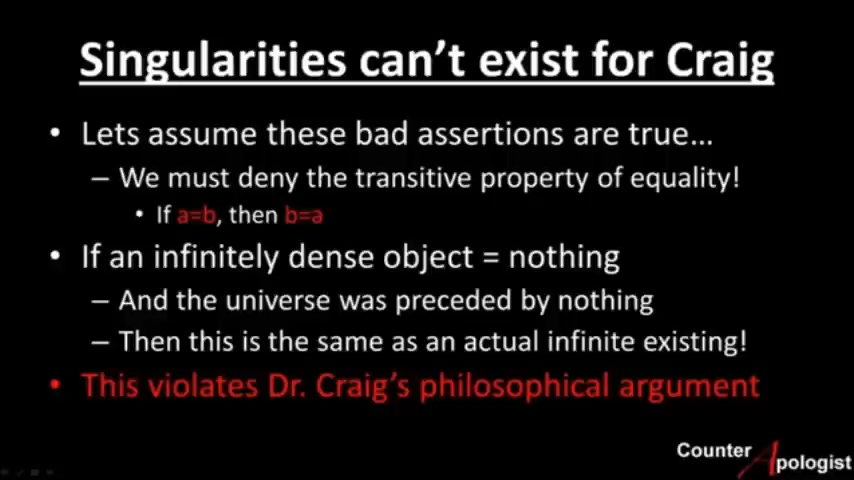 Singularities can't exist for Craig
• Lets assume these bad assertions are true...
– We must deny the transitive property of equality!
• If a=b, then b=a
• If an infinitely dense object = nothing
– And the universe was preceded by nothing
– Then this is the same as an actual infinite existing!
• This violates Dr. Craig's philosophical argument
Counter Apologist